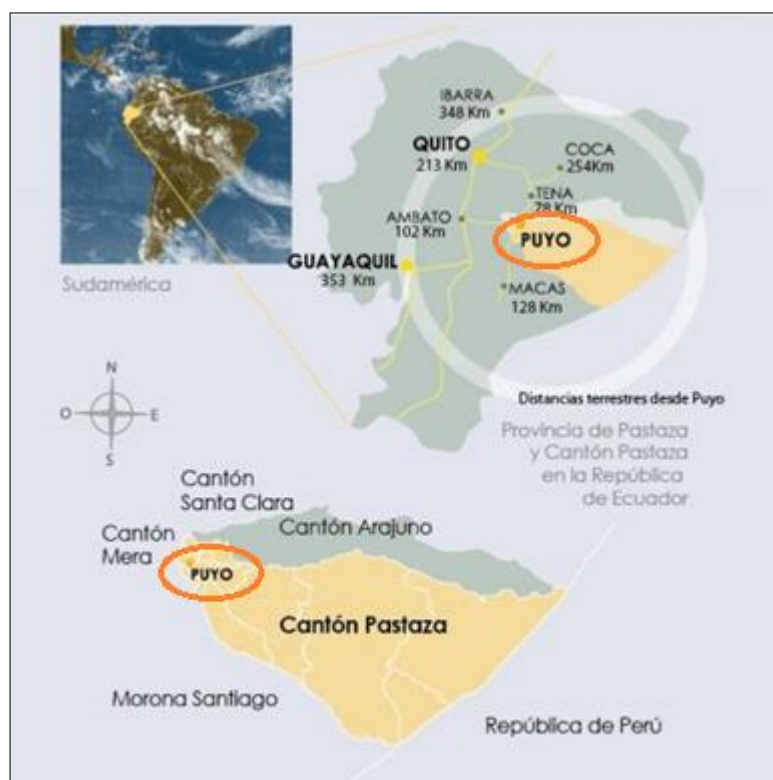 IBARRA
348 Km
QUITO
213 Km
COCA
254Km
TENA
78 Km
AMBATO
102 Km
PUYO
GUAYAQUIL
353 Km
MACAS
128 Km
Sudamérica
Distancias terrestres desde Puyo
Provincia de Pastaza
y Cantón Pastaza
en la República
de Ecuador
N
O
E
S
Cantón
Santa Clara
Cantón Arajuno
Cantón
Mera
PUYO
Cantón Pastaza
Morona Santiago
República de Perú